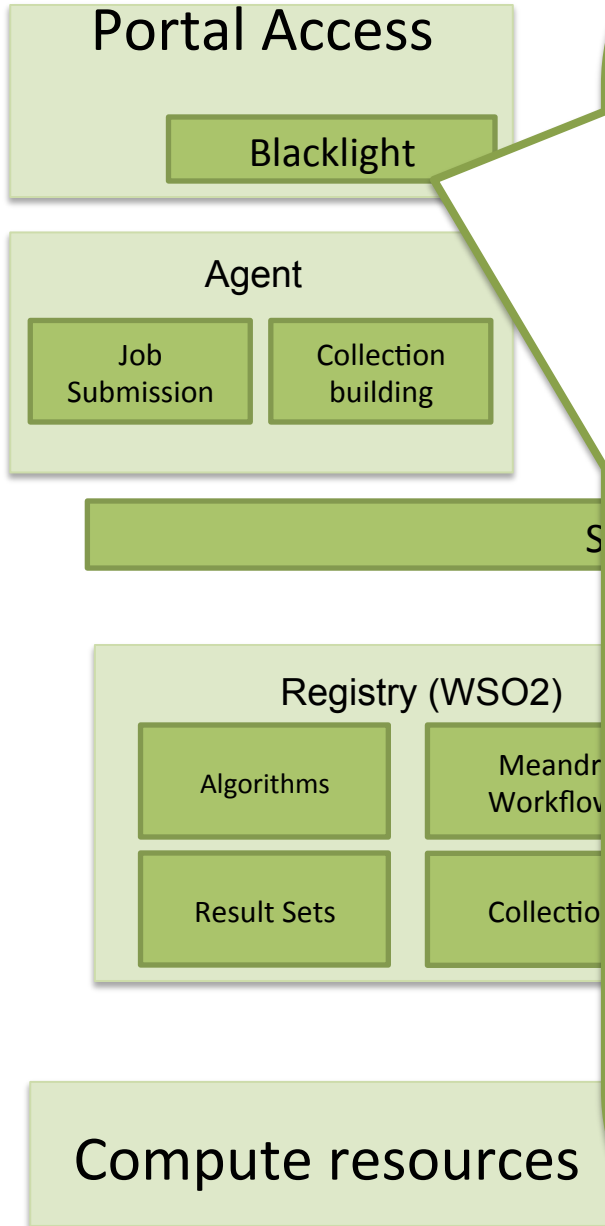 Portal Access
Blacklight
Agent
Job
Submission
Collection
building
S
Registry (WSO2)
Algorithms
Meandr
Workflow
Result Sets
Collectio
Compute resources